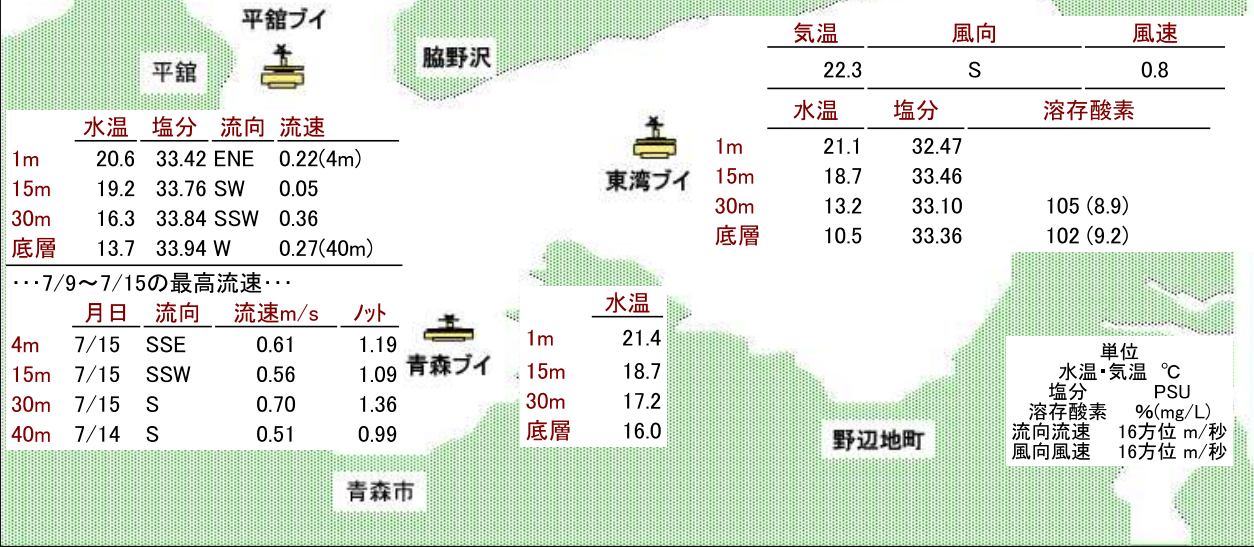 平舘ブイ
平舘
脇野沢
水温 塩分 流向 流速
1m 20.6 33.42 ENE 0.22(4m)
15m 19.2 33.76 SW 0.05
30m 16.3 33.84 SSW 0.36
底層 13.7 33.94 W 0.27(40m)
･･･7/9～7/15の最高流速･･･
月日 流向 流速m/s ﾉｯﾄ
4m 7/15 SSE 0.61 1.19
15m 7/15 SSW 0.56 1.09
30m 7/15 S 0.70 1.36
40m 7/14 S 0.51 0.99
気温 風向 風速
22.3 S 0.8
東湾ブイ
水温 塩分 溶存酸素
1m 21.1 32.47
15m 18.7 33.46
30m 13.2 33.10 105 (8.9)
底層 10.5 33.36 102 (9.2)
青森ブイ
水温
1m 21.4
15m 18.7
30m 17.2
底層 16.0
青森市
野辺地町
単位
水温･気温 ℃
塩分 PSU
溶存酸素 %(mg/L)
流向流速 16方位 m/秒
風向風速 16方位 m/秒